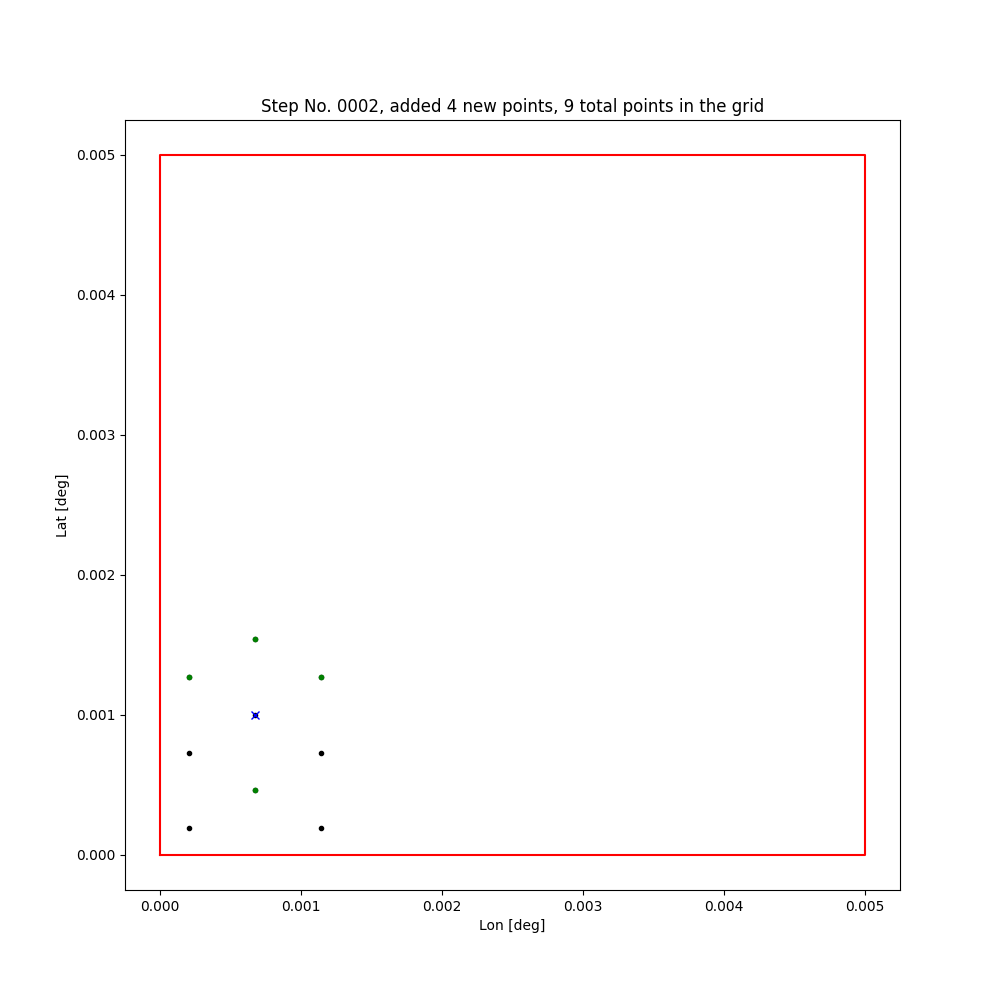 Step No. 0002, added 4 new points, 9 total points in the grid
0.005
0.004
0.003
0.002
0.001
0.000
Lat [deg]
0.000 0.001 0.002 0.003 0.004 0.005
Lon [deg]